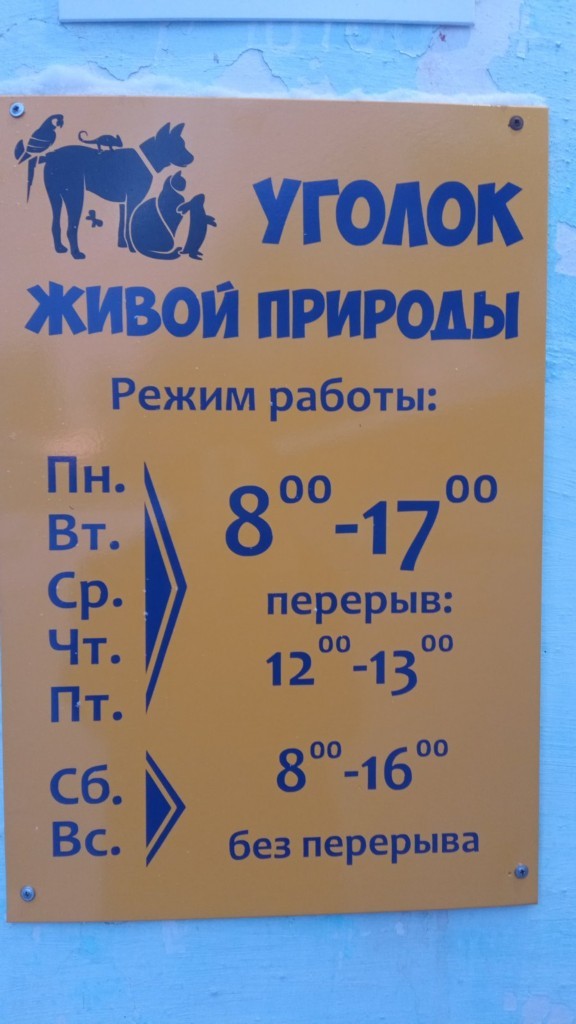 УГОЛОК
ЖИВОЙ ПРИРОДЫ
Режим работы:
Пн.
Вт.
Ср.
Чт.
Пт.
8⁰⁰-17⁰⁰
перерыв:
12⁰⁰-13⁰⁰
Сб.
Вс.
8⁰⁰-16⁰⁰
без перерыва